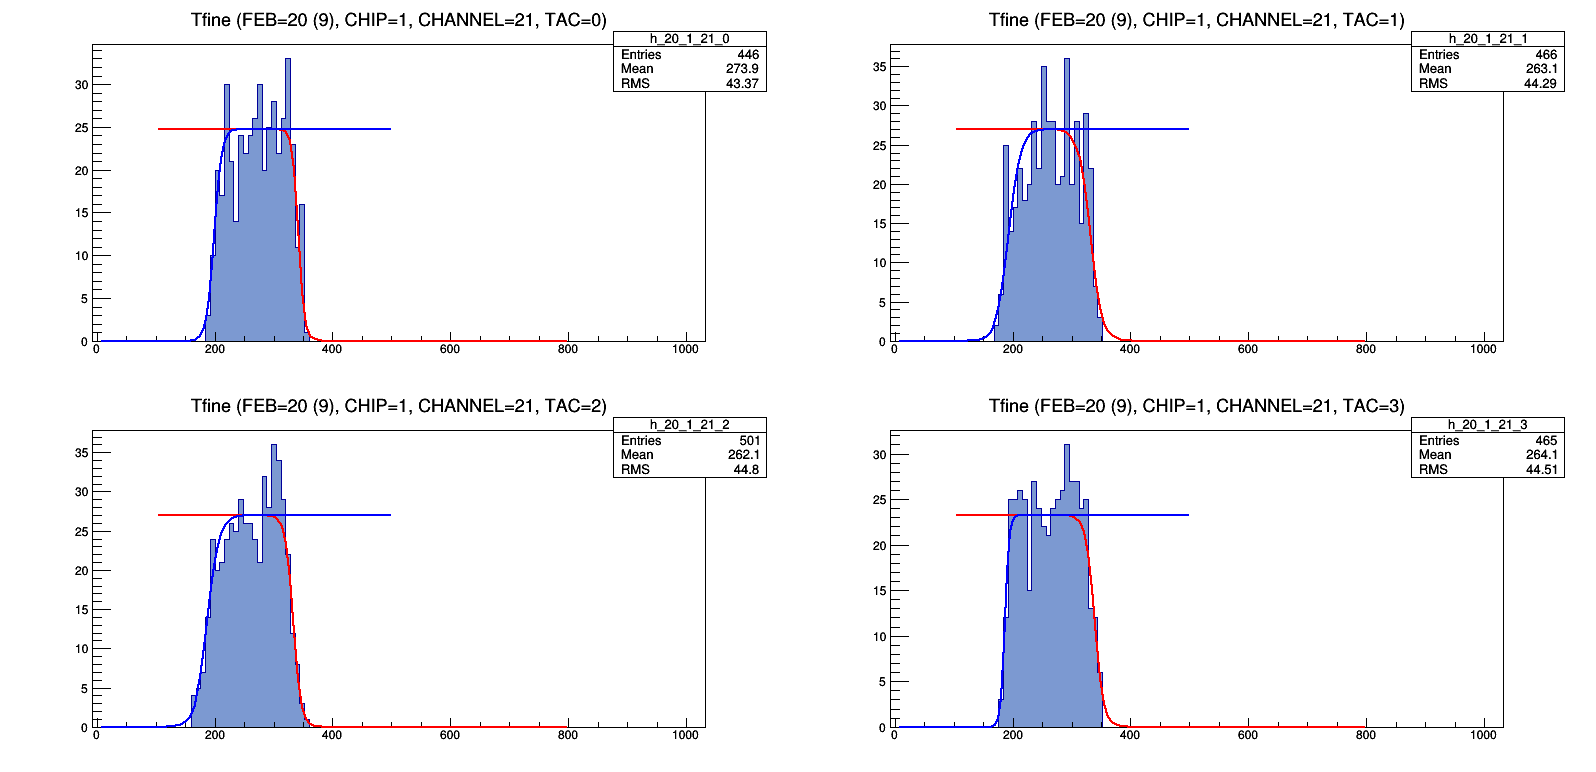 Tfine (FEB=20 (9), CHIP=1, CHANNEL=21, TAC=0)
h_20_1_21_0
Entries 446
Mean 273.9
RMS 43.37
30
25
20
15
10
5
0
0 200 400 600 800 1000
Tfine (FEB=20 (9), CHIP=1, CHANNEL=21, TAC=1)
h_20_1_21_1
Entries 466
Mean 263.1
RMS 44.29
35
30
25
20
15
10
5
0
0 200 400 600 800 1000
Tfine (FEB=20 (9), CHIP=1, CHANNEL=21, TAC=2)
h_20_1_21_2
Entries 501
Mean 262.1
RMS 44.8
35
30
25
20
15
10
5
0
0 200 400 600 800 1000
Tfine (FEB=20 (9), CHIP=1, CHANNEL=21, TAC=3)
h_20_1_21_3
Entries 465
Mean 264.1
RMS 44.51
30
25
20
15
10
5
0
0 200 400 600 800 1000